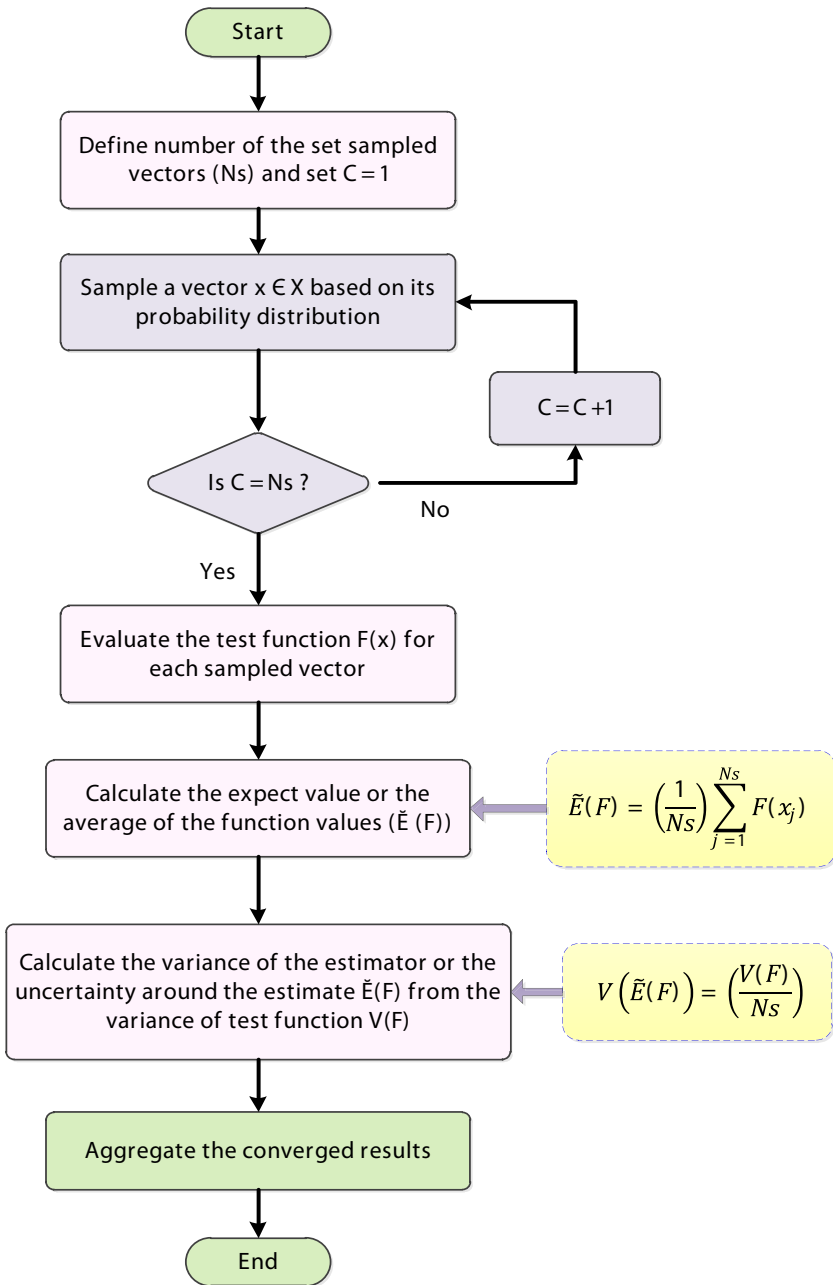 Start
Define number of the set sampled
vectors (Ns) and set C = 1
Sample a vector x Є X based on its
probability distribution
C = C +1
Is C = Ns ?
No
Yes
Evaluate the test function F(x) for
each sampled vector
Calculate the expect value or the
average of the function values (Ĕ (F))
Ẽ(F) = (1/Ns) ∑_{j=1}^{Ns} F(x_j)
Calculate the variance of the estimator or the
uncertainty around the estimate Ĕ(F) from the
variance of test function V(F)
V (Ẽ(F)) = (V(F)/Ns)
Aggregate the converged results
End